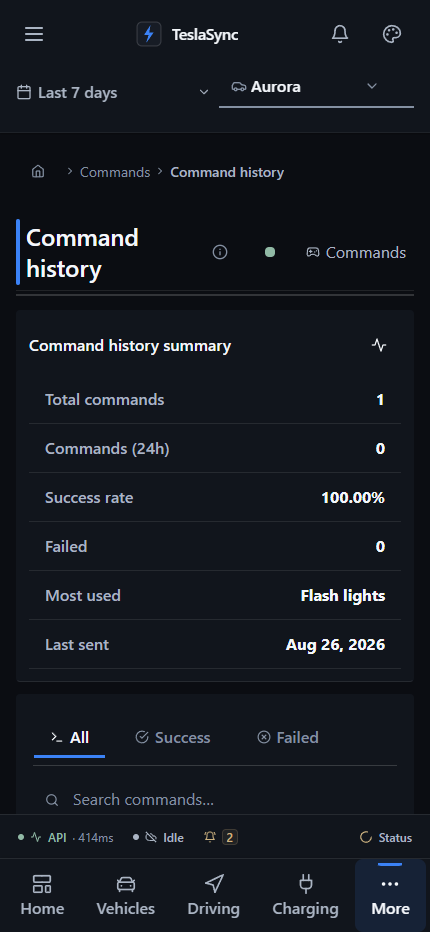 TeslaSync
Last 7 days
Aurora
Commands
Command history
Command
history
Commands
Command history summary
Total commands
1
Commands (24h)
0
Success rate
100.00%
Failed
0
Most used
Flash lights
Last sent
Aug 26, 2026
All
Success
Failed
Search commands...
API · 414ms
Idle
2
Status
Home
Vehicles
Driving
Charging
More